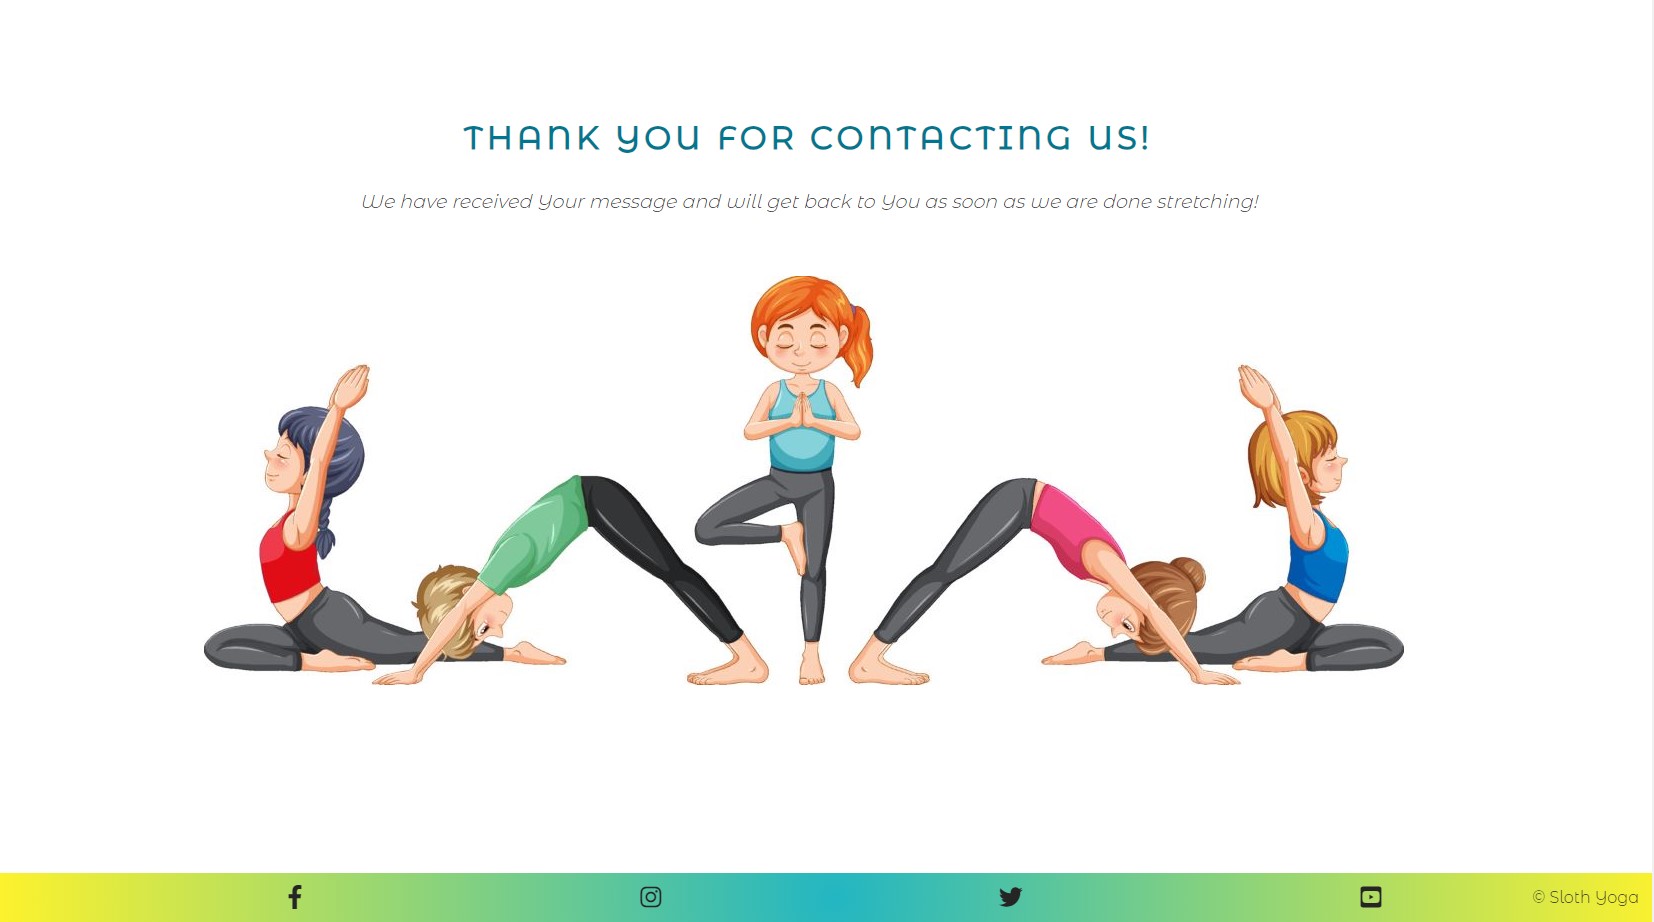 THANK YOU FOR CONTACTING US!
We have received Your message and will get back to You as soon as we are done stretching!
© Sloth Yoga